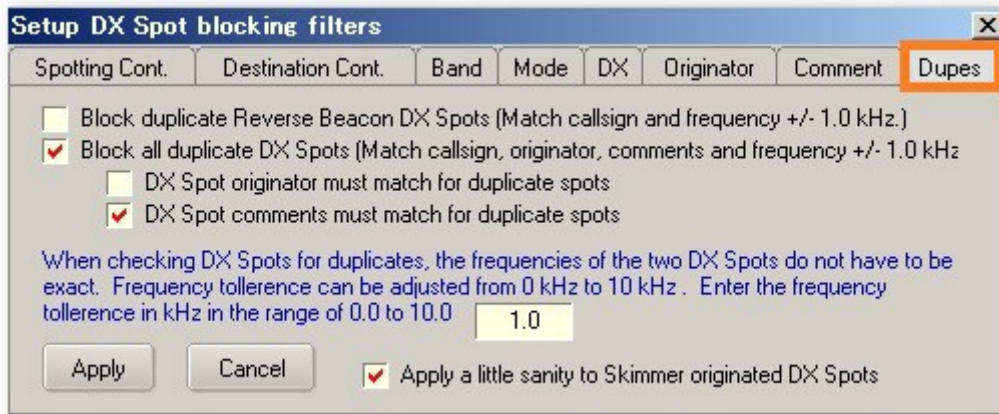 Setup DX Spot blocking filters
Spotting Cont. Destination Cont. Band Mode DX Originator Comment Dupes
Block duplicate Reverse Beacon DX Spots (Match callsign and frequency +/- 1.0 kHz.)
Block all duplicate DX Spots (Match callsign, originator, comments and frequency +/- 1.0 kHz
DX Spot originator must match for duplicate spots
DX Spot comments must match for duplicate spots
When checking DX Spots for duplicates, the frequencies of the two DX Spots do not have to be
exact. Frequency tollerence can be adjusted from 0 kHz to 10 kHz . Enter the frequency
tollerence in kHz in the range of 0.0 to 10.0 1.0
Apply Cancel Apply a little sanity to Skimmer originated DX Spots